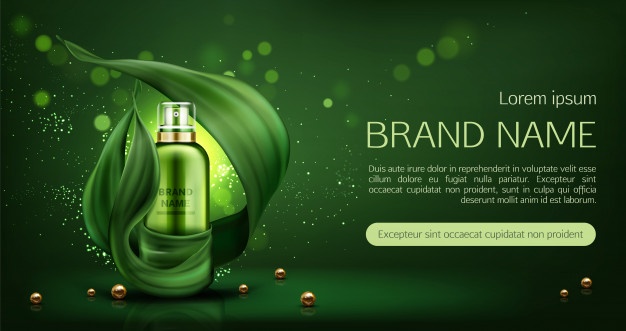 Lorem ipsum
BRAND NAME
Duis aute irure dolor in reprehenderit in voluptate velit esse
cillum dolore eu fugiat nulla pariatur. Excepteur sint
occaecat cupidatat non proident, sunt in culpa qui officia
deserunt mollit anim id est laborum.
Excepteur sint occaecat cupidatat non proident
BRAND
NAME